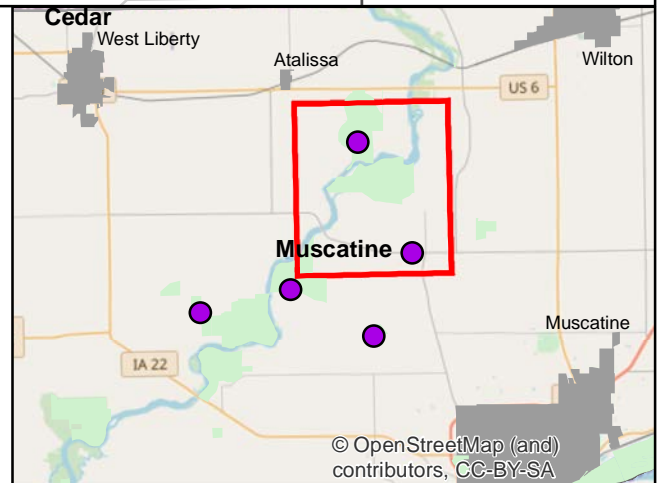 Cedar
West Liberty
Atalissa
Wilton
US 6
Muscatine
Muscatine
IA 22
© OpenStreetMap (and)
contributors, CC-BY-SA